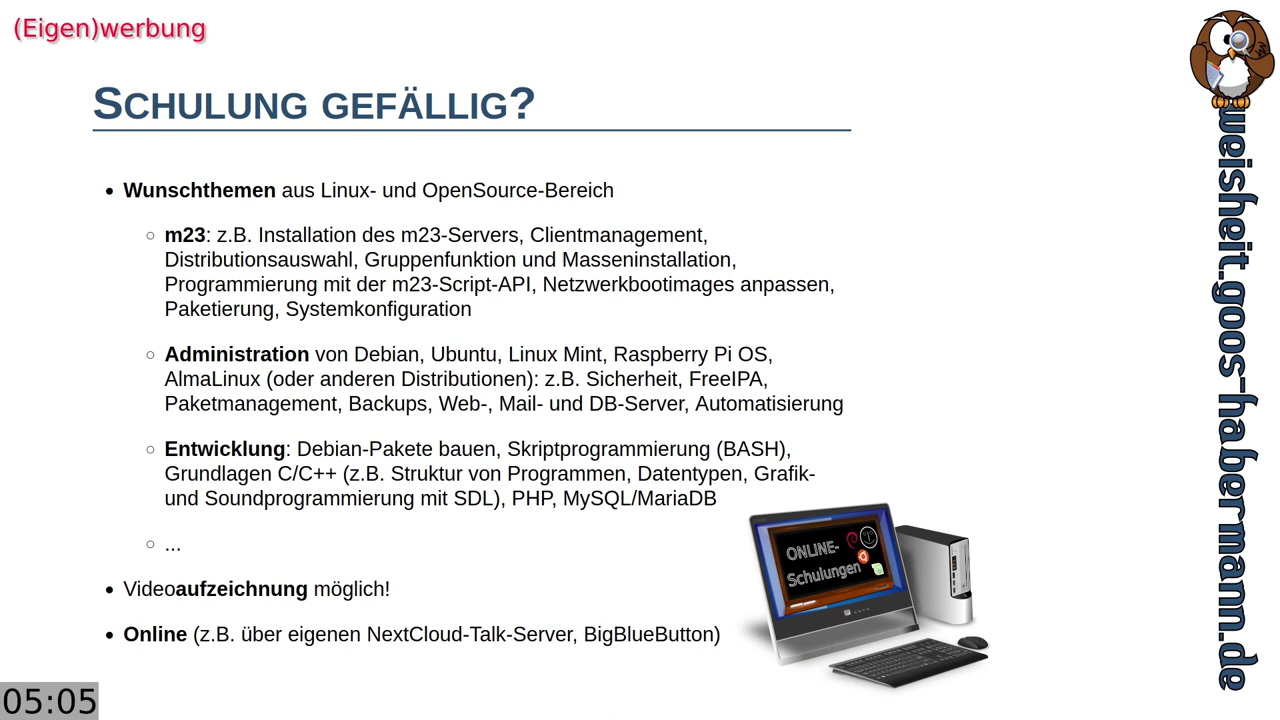 (Eigen)werbung
SCHULUNG GEFÄLLIG?
• Wunschthemen aus Linux- und OpenSource-Bereich
◦ m23: z.B. Installation des m23-Servers, Clientmanagement,
Distributionsauswahl, Gruppenfunktion und Masseninstallation,
Programmierung mit der m23-Script-API, Netzwerkbootimages anpassen,
Paketierung, Systemkonfiguration
◦ Administration von Debian, Ubuntu, Linux Mint, Raspberry Pi OS,
AlmaLinux (oder anderen Distributionen): z.B. Sicherheit, FreeIPA,
Paketmanagement, Backups, Web-, Mail- und DB-Server, Automatisierung
◦ Entwicklung: Debian-Pakete bauen, Skriptprogrammierung (BASH),
Grundlagen C/C++ (z.B. Struktur von Programmen, Datentypen, Grafik-
und Soundprogrammierung mit SDL), PHP, MySQL/MariaDB
◦ ...
• Videoaufzeichnung möglich!
• Online (z.B. über eigenen NextCloud-Talk-Server, BigBlueButton)
ONLINE-
Schulungen
weisheit.goos-habermann.de
05:05